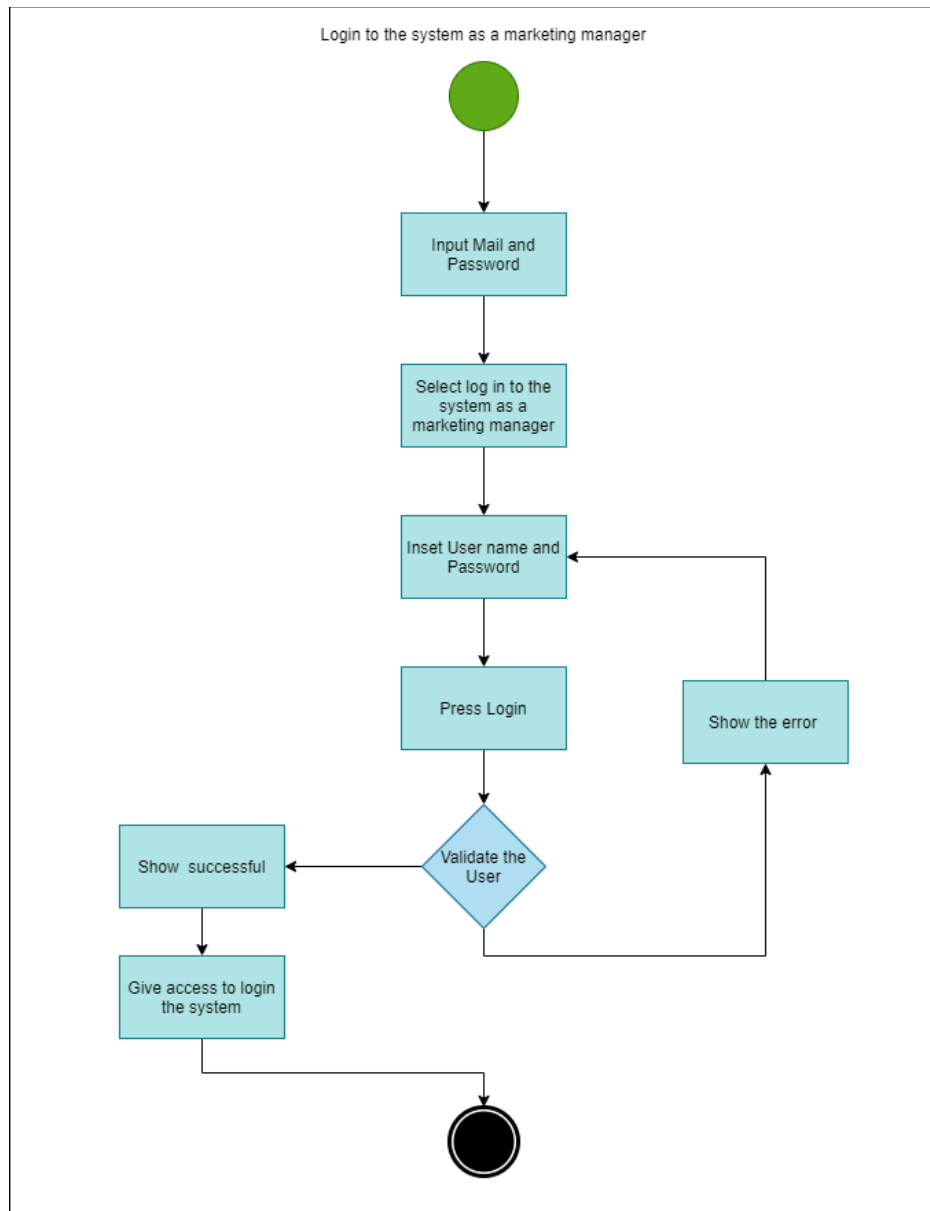 Login to the system as a marketing manager
Input Mail and
Password
Select log in to the
system as a
marketing manager
Inset User name and
Password
Press Login
Show the error
Validate the
User
Show  successful
Give access to login
the system